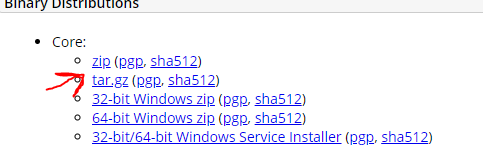 Binary Distributions
Core:
zip (pgp, sha512)
tar.gz (pgp, sha512)
32-bit Windows zip (pgp, sha512)
64-bit Windows zip (pgp, sha512)
32-bit/64-bit Windows Service Installer (pgp, sha512)